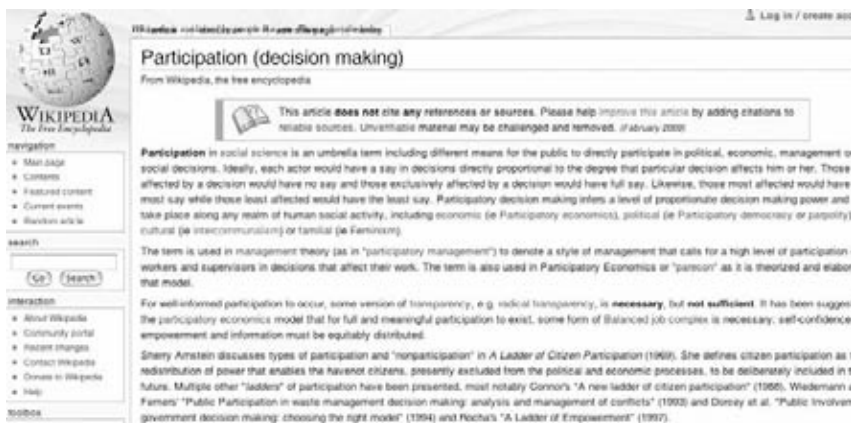 Log in / create acc
Participation (decision making)
From Wikipedia, the free encyclopedia
This article does not cite any references or sources. Please help improve this article by adding citations to
reliable sources. Unverifiable material may be challenged and removed. (February 2009)
WIKIPEDIA
The Free Encyclopedia
navigation
Main page
Contents
Featured content
Current events
Random article
search
Go Search
interaction
About Wikipedia
Community portal
Recent changes
Contact Wikipedia
Donate to Wikipedia
Help
toolbox
Participation in social science is an umbrella term including different means for the public to directly participate in political, economic, management or
social decisions. Ideally, each actor would have a say in decisions directly proportional to the degree that particular decision affects him or her. Those
affected by a decision would have no say and those exclusively affected by a decision would have full say. Likewise, those most affected would have
most say while those least affected would have the least say. Participatory decision making infers a level of proportionate decision making power and
take place along any realm of human social activity, including economic (ie Participatory economics), political (ie Participatory democracy or parpolity)
cultural (ie intercommunalism) or familial (ie Feminism).
The term is used in management theory (as in "participatory management") to denote a style of management that calls for a high level of participation
workers and supervisors in decisions that affect their work. The term is also used in Participatory Economics or "parecon" as it is theorized and elabor
that model.
For well-informed participation to occur, some version of transparency, e.g. radical transparency, is necessary, but not sufficient. It has been sugges
the participatory economics model that for full and meaningful participation to exist, some form of Balanced job complex is necessary: self-confidence
empowerment and information must be equitably distributed.
Sherry Arnstein discusses types of participation and "nonparticipation" in A Ladder of Citizen Participation (1969). She defines citizen participation as
redistribution of power that enables the havenot citizens, presently excluded from the political and economic processes, to be deliberately included in t
future. Multiple other "ladders" of participation have been presented, most notably Connor's "A new ladder of citizen participation" (1988), Wiedemann
Femers' "Public Participation in waste management decision making: analysis and management of conflicts" (1993) and Dorcey at al. "Public Involvem
government decision making: choosing the right model" (1994) and Rocha's "A Ladder of Empowerment" (1997).